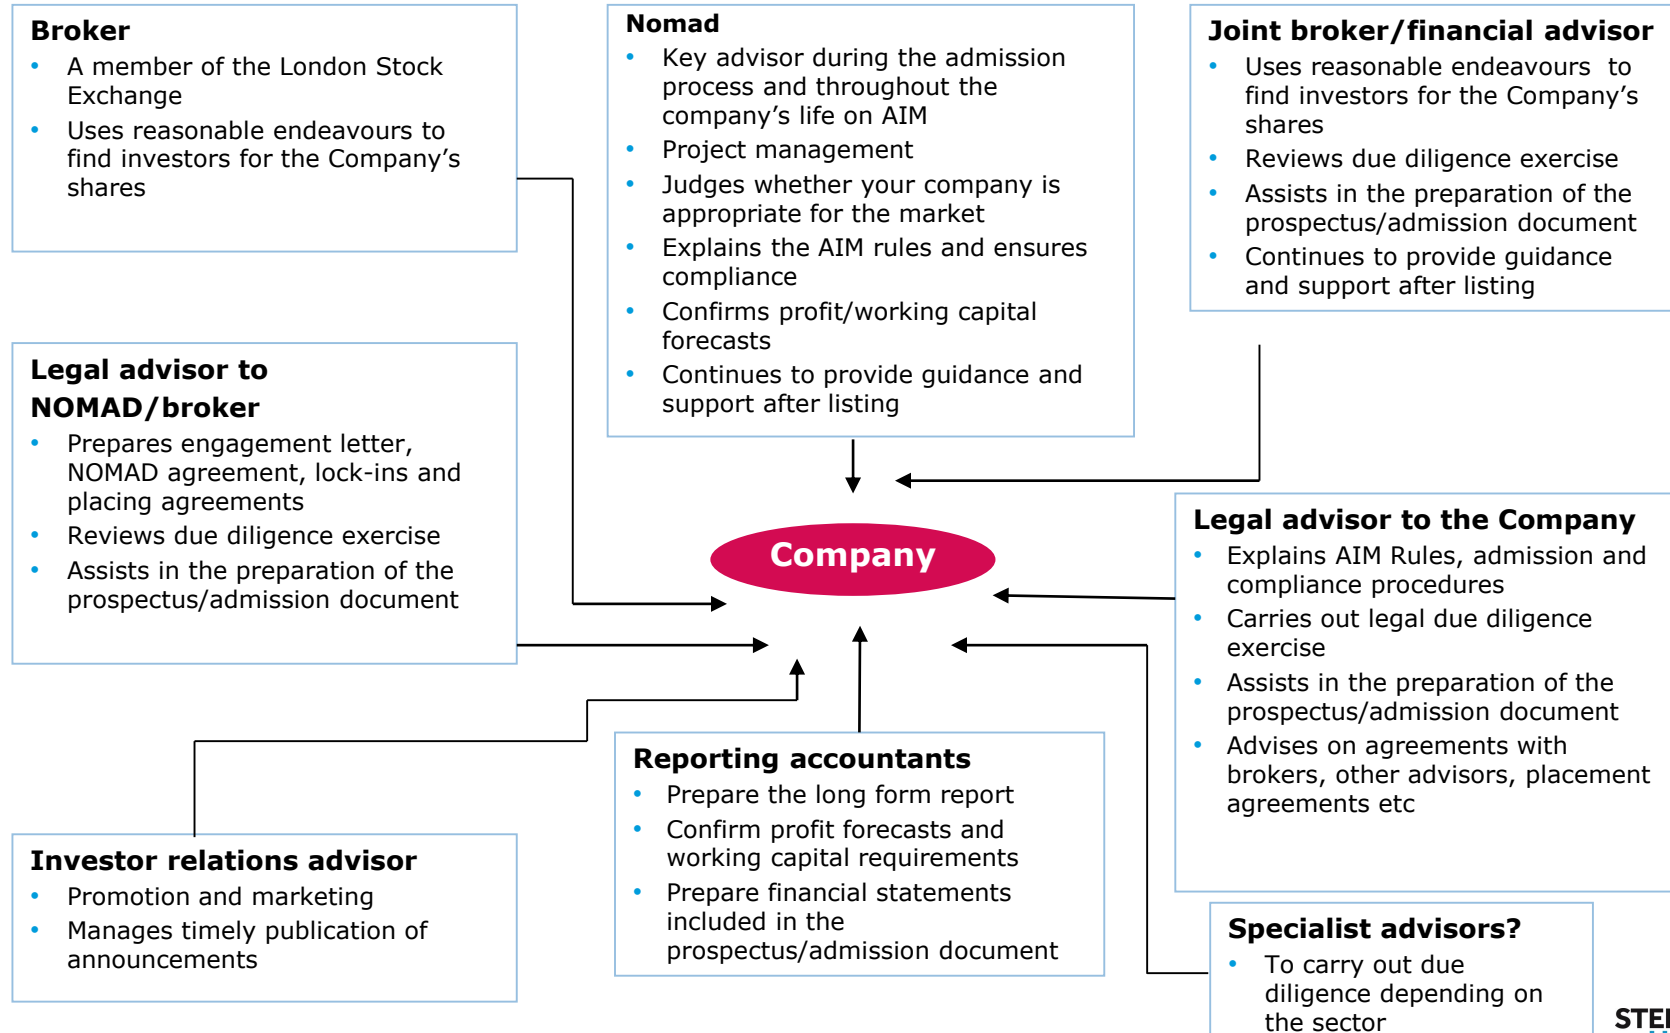 Broker
• A member of the London Stock
Exchange
• Uses reasonable endeavours to
find investors for the Company's
shares
Nomad
• Key advisor during the admission
process and throughout the
company's life on AIM
• Project management
• Judges whether your company is
appropriate for the market
• Explains the AIM rules and ensures
compliance
• Confirms profit/working capital
forecasts
• Continues to provide guidance and
support after listing
Joint broker/financial advisor
• Uses reasonable endeavours to
find investors for the Company's
shares
• Reviews due diligence exercise
• Assists in the preparation of the
prospectus/admission document
• Continues to provide guidance
and support after listing
Legal advisor to
NOMAD/broker
• Prepares engagement letter,
NOMAD agreement, lock-ins and
placing agreements
• Reviews due diligence exercise
• Assists in the preparation of the
prospectus/admission document
Company
Legal advisor to the Company
• Explains AIM Rules, admission and
compliance procedures
• Carries out legal due diligence
exercise
• Assists in the preparation of the
prospectus/admission document
• Advises on agreements with
brokers, other advisors, placement
agreements etc
Investor relations advisor
• Promotion and marketing
• Manages timely publication of
announcements
Reporting accountants
• Prepare the long form report
• Confirm profit forecasts and
working capital requirements
• Prepare financial statements
included in the
prospectus/admission document
Specialist advisors?
• To carry out due
diligence depending on
the sector